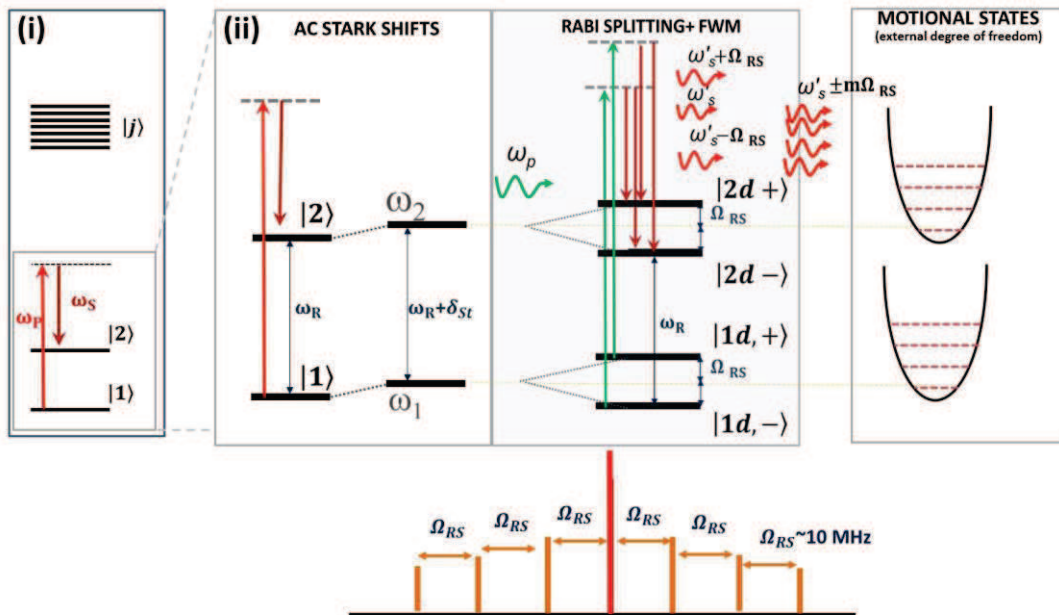 (i)
|j⟩
ω_P
ω_S
|2⟩
|1⟩
(ii)
AC STARK SHIFTS
|2⟩
ω₂
ω_R
ω_R+δ_St
|1⟩
ω₁
RABI SPLITTING+ FWM
ω'_s+Ω_RS
ω'_s
ω'_s−Ω_RS
ω'_s ±mΩ_RS
ω_p
|2d +⟩
Ω_RS
|2d −⟩
ω_R
|1d,+⟩
Ω_RS
|1d,−⟩
MOTIONAL STATES
(external degree of freedom)
Ω_RS
Ω_RS
Ω_RS
Ω_RS
Ω_RS
Ω_RS~10 MHz